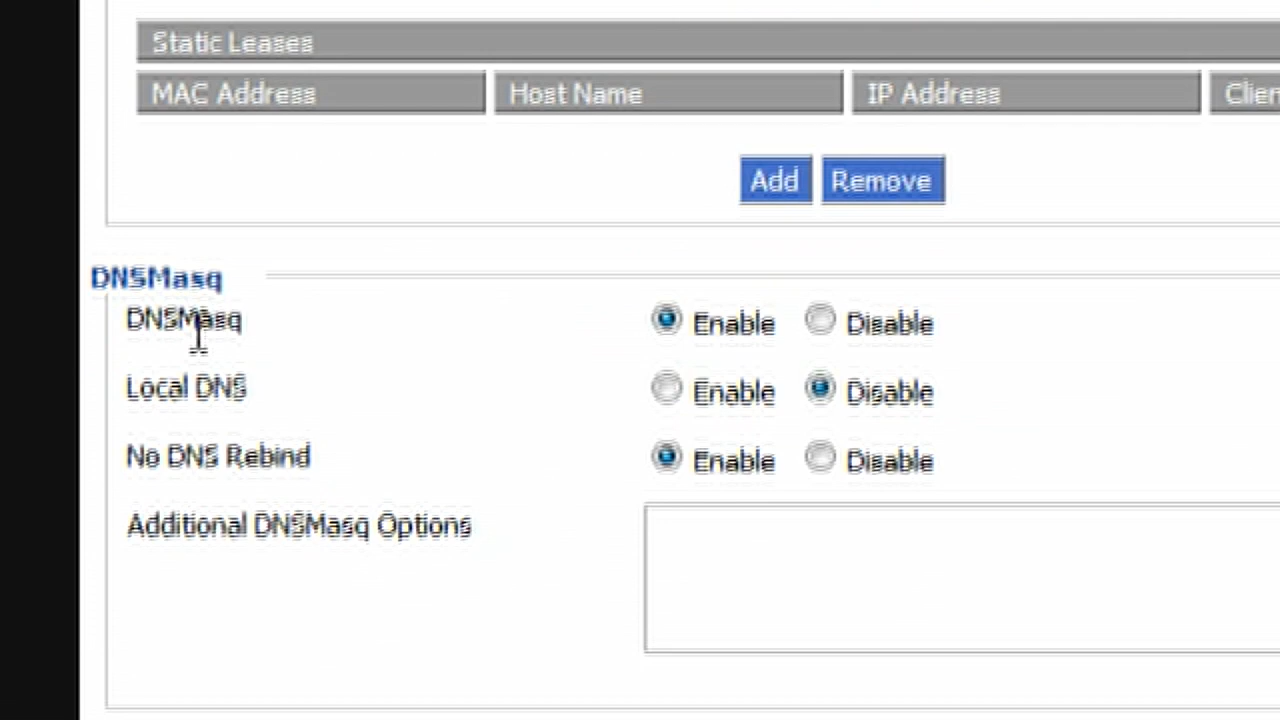 Static Leases
MAC Address Host Name IP Address Clien
Add Remove
DNSMasq
DNSMasq Enable Disable
Local DNS Enable Disable
No DNS Rebind Enable Disable
Additional DNSMasq Options